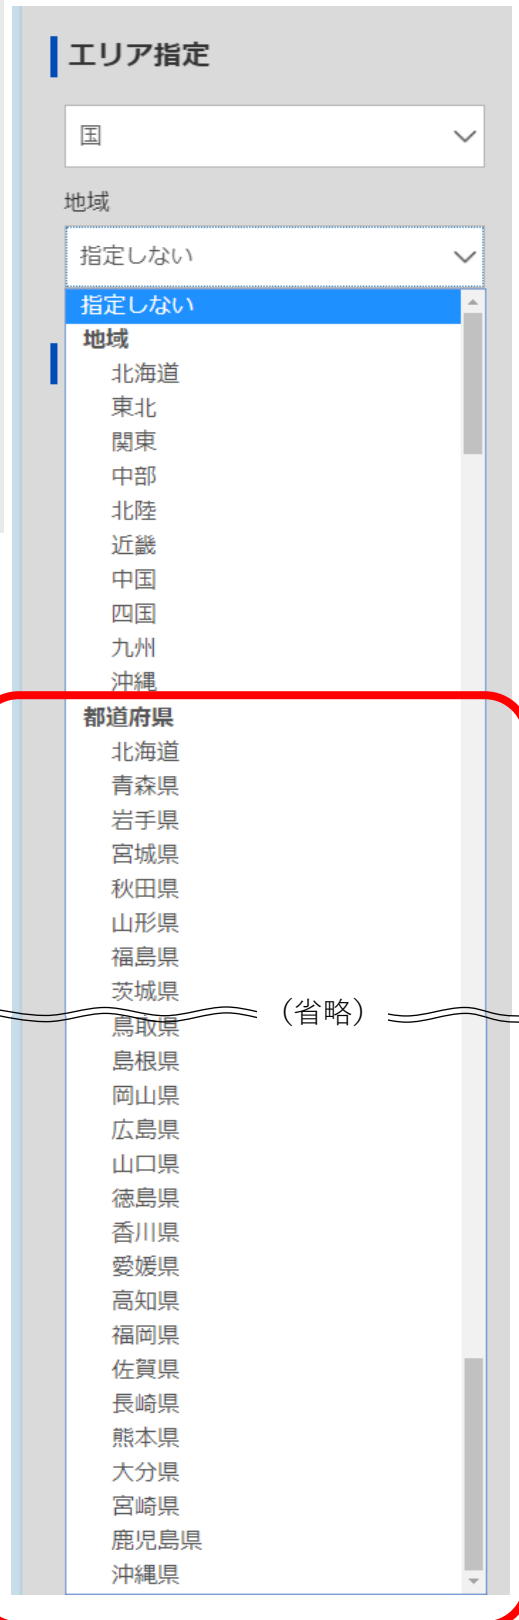 エリア指定
国
地域
指定しない
指定しない
地域
北海道
東北
関東
中部
北陸
近畿
中国
四国
九州
沖縄
都道府県
北海道
青森県
岩手県
宮城県
秋田県
山形県
福島県
茨城県
（省略）
鳥取県
島根県
岡山県
広島県
山口県
徳島県
香川県
愛媛県
高知県
福岡県
佐賀県
長崎県
熊本県
大分県
宮崎県
鹿児島県
沖縄県